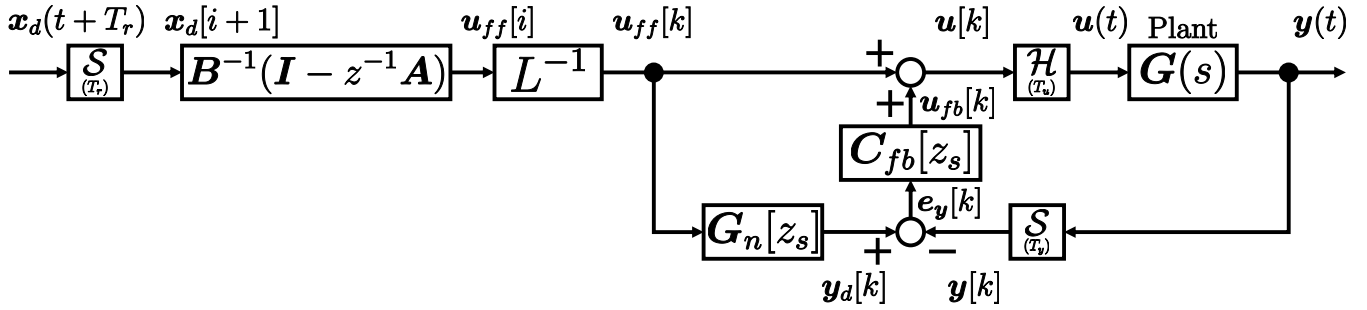 x_d(t + T_r) x_d[i + 1] u_ff[i] u_ff[k] u[k] u(t) Plant y(t)
S (T_r) B^{-1}(I − z^{-1}A) L^{-1} + H (T_u) G(s)
+ u_fb[k]
C_fb[z_s]
e_y[k]
G_n[z_s] S (T_y)
+ −
y_d[k] y[k]